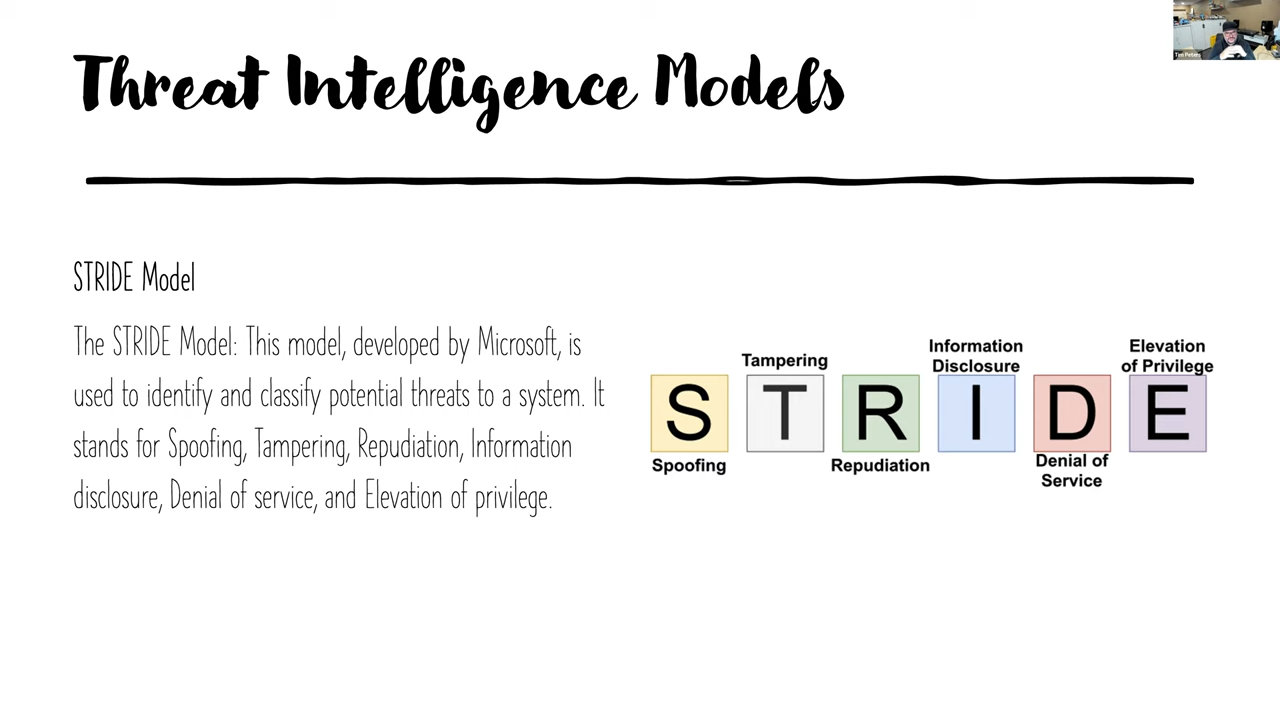 Threat Intelligence Models
Tim Peters
STRIDE Model
The STRIDE Model: This model, developed by Microsoft, is
used to identify and classify potential threats to a system. It
stands for Spoofing, Tampering, Repudiation, Information
disclosure, Denial of service, and Elevation of privilege.
Tampering
Information
Disclosure
Elevation
of Privilege
S T R I D E
Spoofing
Repudiation
Denial of
Service